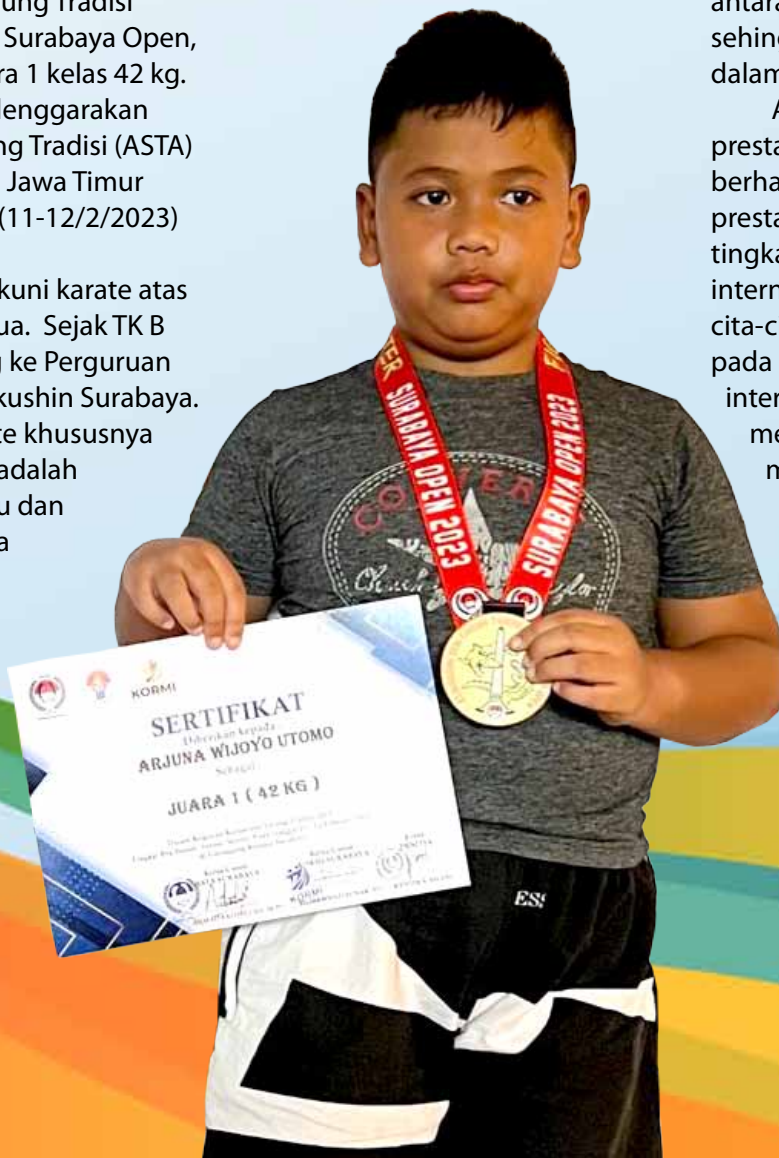 ung Tradisi
Surabaya Open,
ra 1 kelas 42 kg.
lenggarakan
ng Tradisi (ASTA)
Jawa Timur
(11-12/2/2023)
kuni karate atas
ua. Sejak TK B
g ke Perguruan
kushin Surabaya.
te khususnya
adalah
u dan
a
antara
sehing
dalam
A
presta
berha
presta
tingka
intern
cita-c
pada
inter
me
m
SURABAYA OPEN 2023
SURABAYA OPEN 2023
KORMI
SERTIFIKAT
Diberikan kepada
ARJUNA WIJOYO UTOMO
Sebagai
JUARA 1 ( 42 KG )
KORMI
ESS